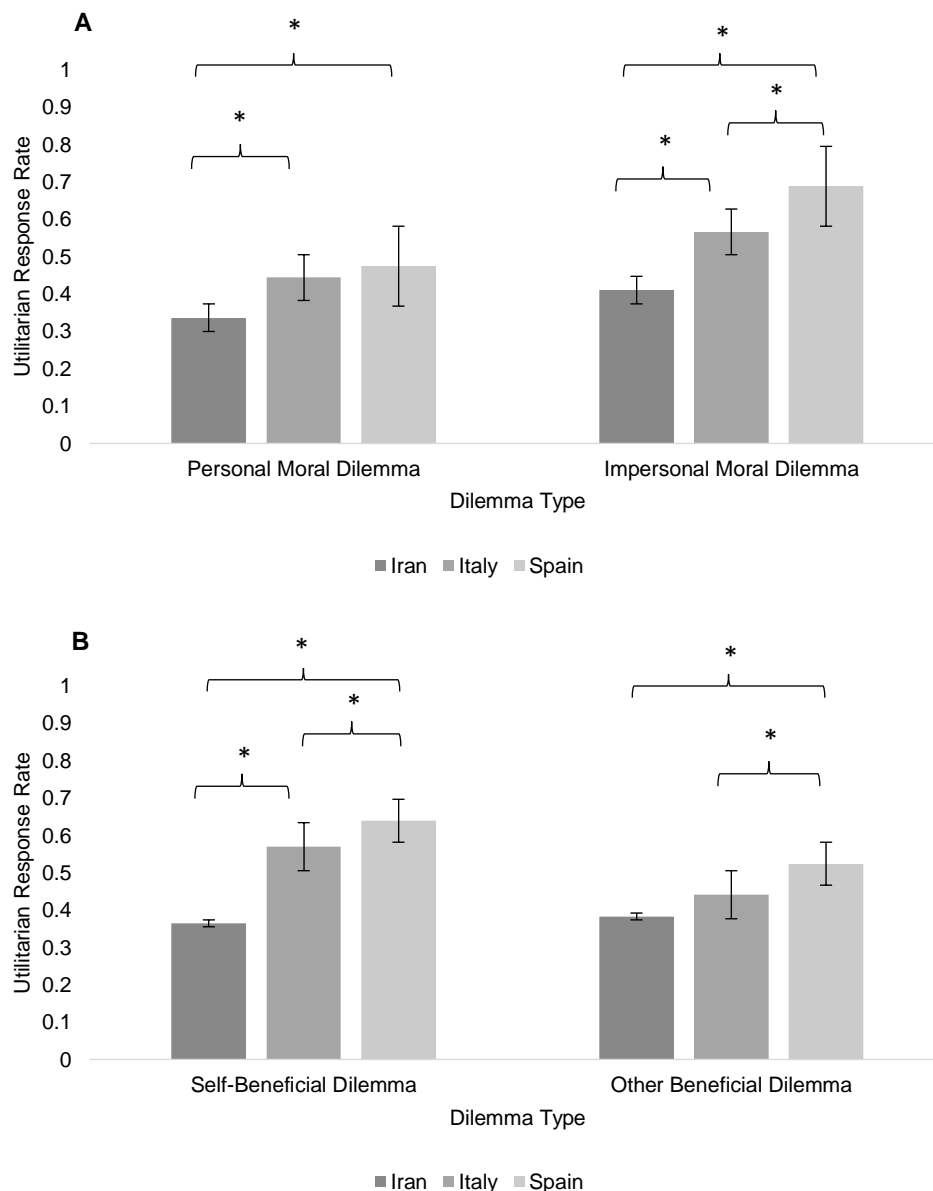 A
* *
* *
*
1
0.9
0.8
0.7
0.6
0.5
0.4
0.3
0.2
0.1
0
Utilitarian Response Rate
Personal Moral Dilemma Impersonal Moral Dilemma
Dilemma Type
Iran Italy Spain
B
* *
* *
*
1
0.9
0.8
0.7
0.6
0.5
0.4
0.3
0.2
0.1
0
Utilitarian Response Rate
Self-Beneficial Dilemma Other Beneficial Dilemma
Dilemma Type
Iran Italy Spain